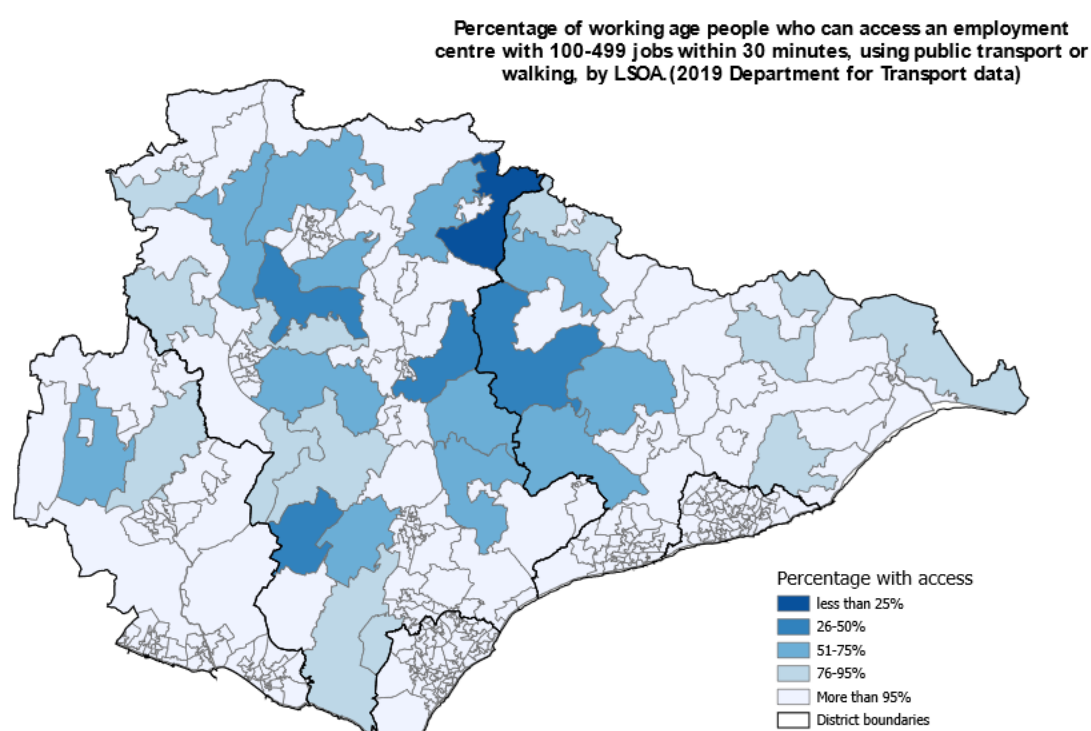 Percentage of working age people who can access an employment
centre with 100-499 jobs within 30 minutes, using public transport or
walking, by LSOA. (2019 Department for Transport data)
Percentage with access
less than 25%
26-50%
51-75%
76-95%
More than 95%
District boundaries